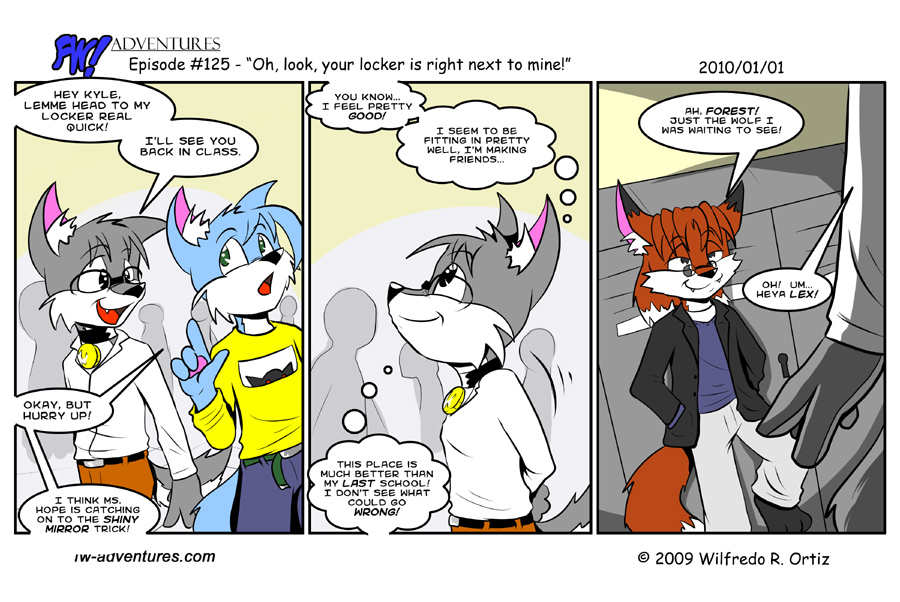 FW! ADVENTURES
Episode #125 - "Oh, look, your locker is right next to mine!"
2010/01/01
HEY KYLE,
LEMME HEAD TO MY
LOCKER REAL
QUICK!
I'LL SEE YOU
BACK IN CLASS.
OKAY, BUT
HURRY UP!
I THINK MS.
HOPE IS CATCHING
ON TO THE SHINY
MIRROR TRICK!
YOU KNOW...
I FEEL PRETTY
GOOD!
I SEEM TO BE
FITTING IN PRETTY
WELL, I'M MAKING
FRIENDS...
THIS PLACE IS
MUCH BETTER THAN
MY LAST SCHOOL!
I DON'T SEE WHAT
COULD GO
WRONG!
AH, FOREST!
JUST THE WOLF I
WAS WAITING TO SEE!
OH! UM...
HEYA LEX!
fw-adventures.com
© 2009 Wilfredo R. Ortiz